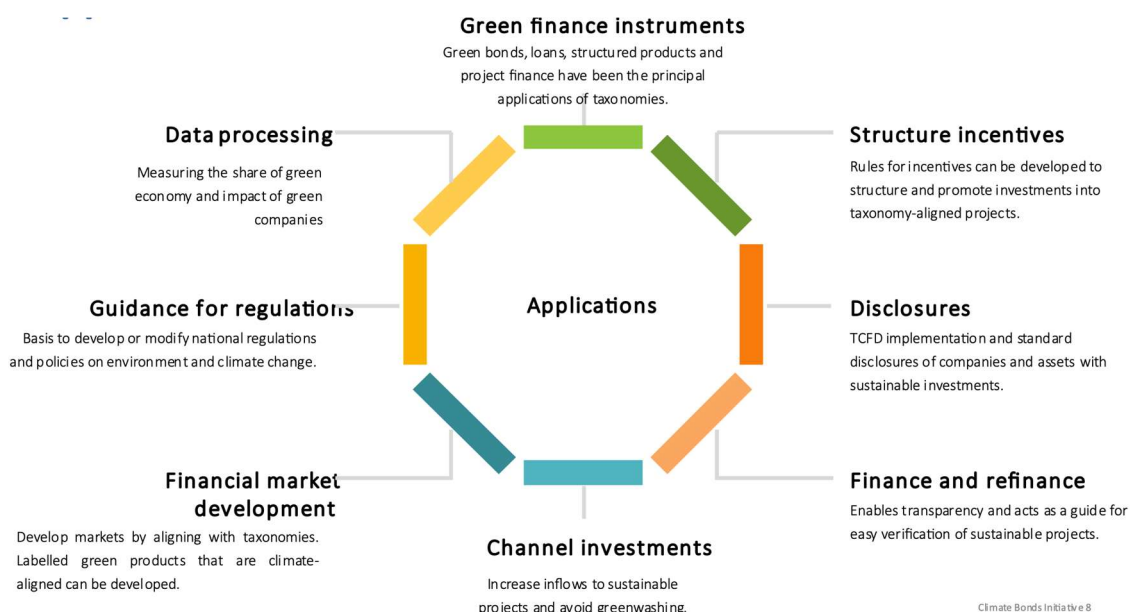 Green finance instruments
Green bonds, loans, structured products and
project finance have been the principal
applications of taxonomies.
Data processing
Measuring the share of green
economy and impact of green
companies
Structure incentives
Rules for incentives can be developed to
structure and promote investments into
taxonomy-aligned projects.
Guidance for regulations
Basis to develop or modify national regulations
and policies on environment and climate change.
Applications
Disclosures
TCFD implementation and standard
disclosures of companies and assets with
sustainable investments.
Financial market
development
Develop markets by aligning with taxonomies.
Labelled green products that are climate-
aligned can be developed.
Channel investments
Increase inflows to sustainable
projects and avoid greenwashing.
Finance and refinance
Enables transparency and acts as a guide for
easy verification of sustainable projects.
Climate Bonds Initiative 8